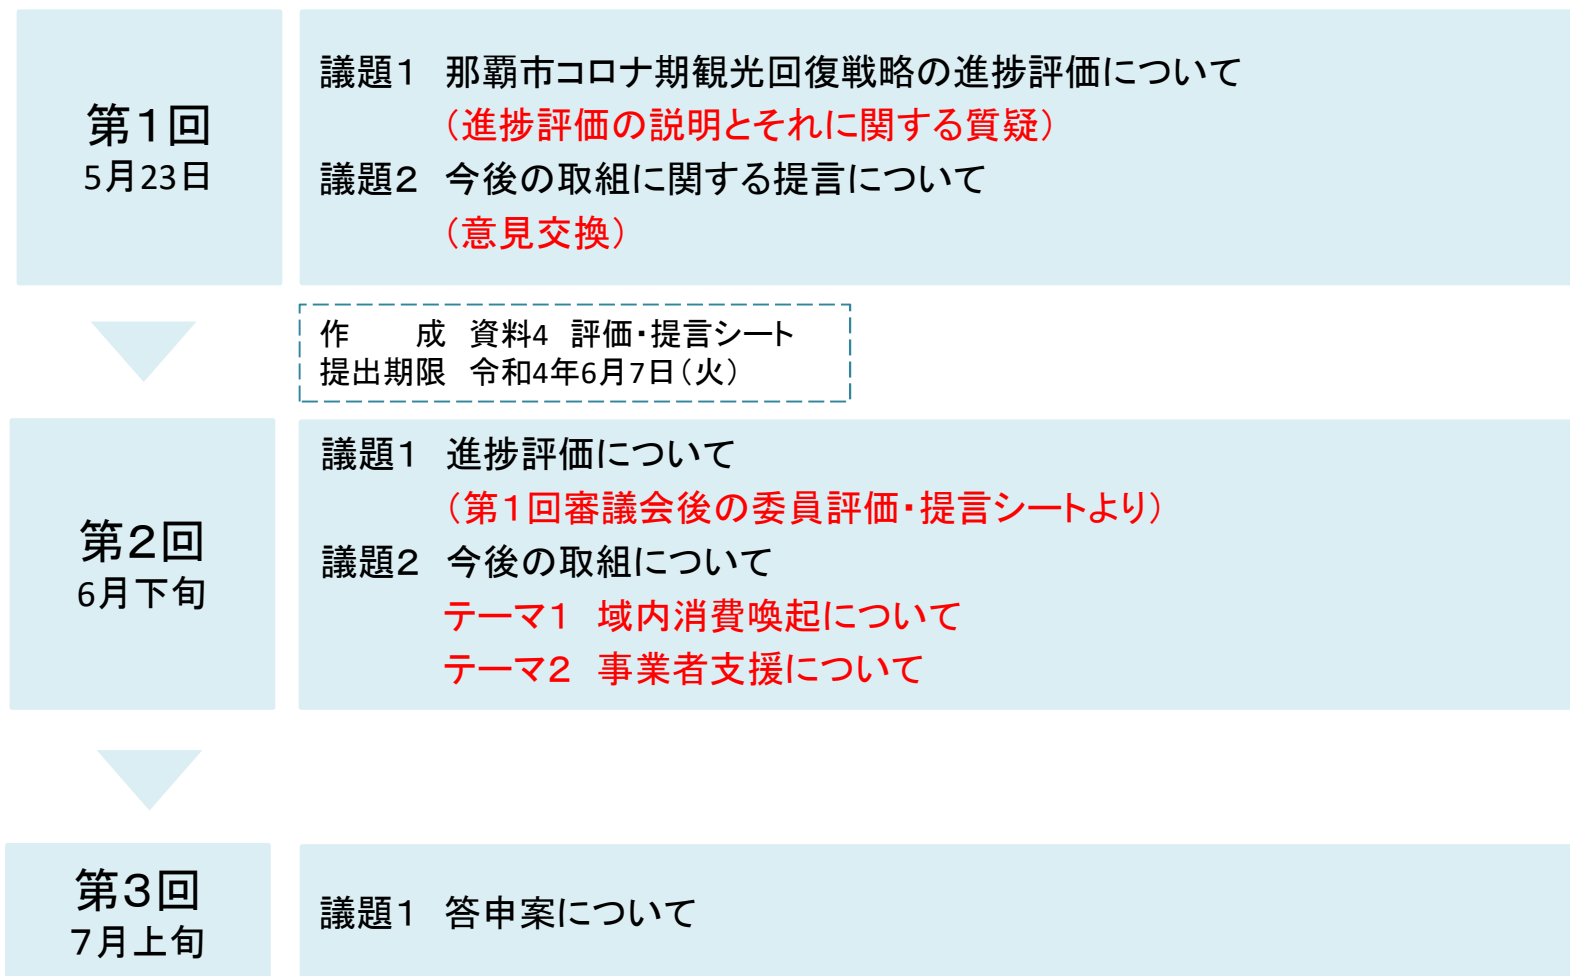 第１回
5月23日
議題１　那覇市コロナ期観光回復戦略の進捗評価について
（進捗評価の説明とそれに関する質疑）
議題２　今後の取組に関する提言について
（意見交換）
作　　成　資料4　評価・提言シート
提出期限　令和4年6月7日（火）
第２回
6月下旬
議題１　進捗評価について
（第１回審議会後の委員評価・提言シートより）
議題２　今後の取組について
テーマ１　域内消費喚起について
テーマ２　事業者支援について
第３回
７月上旬
議題１　答申案について